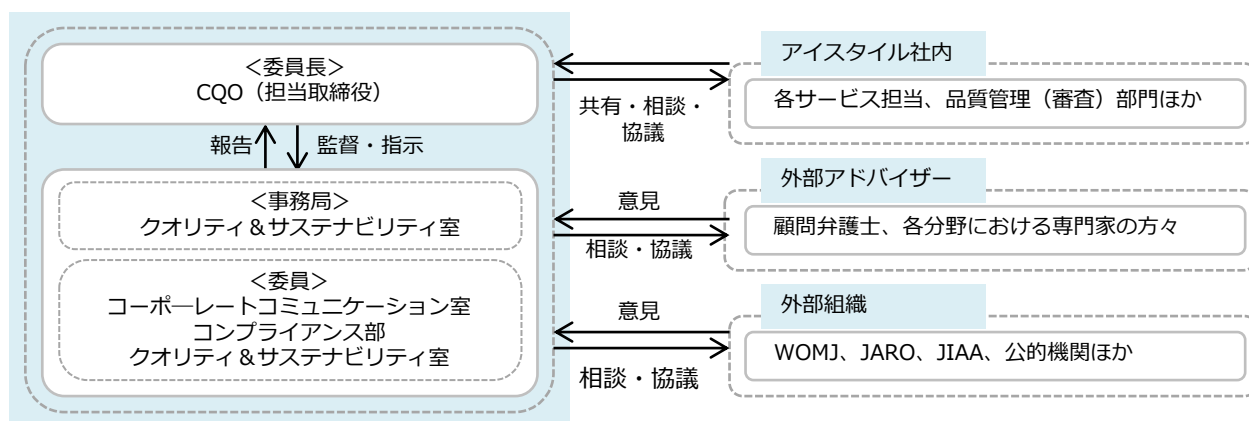 <委員長>
CQO（担当取締役）
報告
監督・指示
<事務局>
クオリティ＆サステナビリティ室
<委員>
コーポ―レートコミュニケーション室
コンプライアンス部
クオリティ＆サステナビリティ室
共有・相談・
協議
意見
相談・協議
意見
相談・協議
アイスタイル社内
各サービス担当、品質管理（審査）部門ほか
外部アドバイザー
顧問弁護士、各分野における専門家の方々
外部組織
WOMJ、JARO、JIAA、公的機関ほか